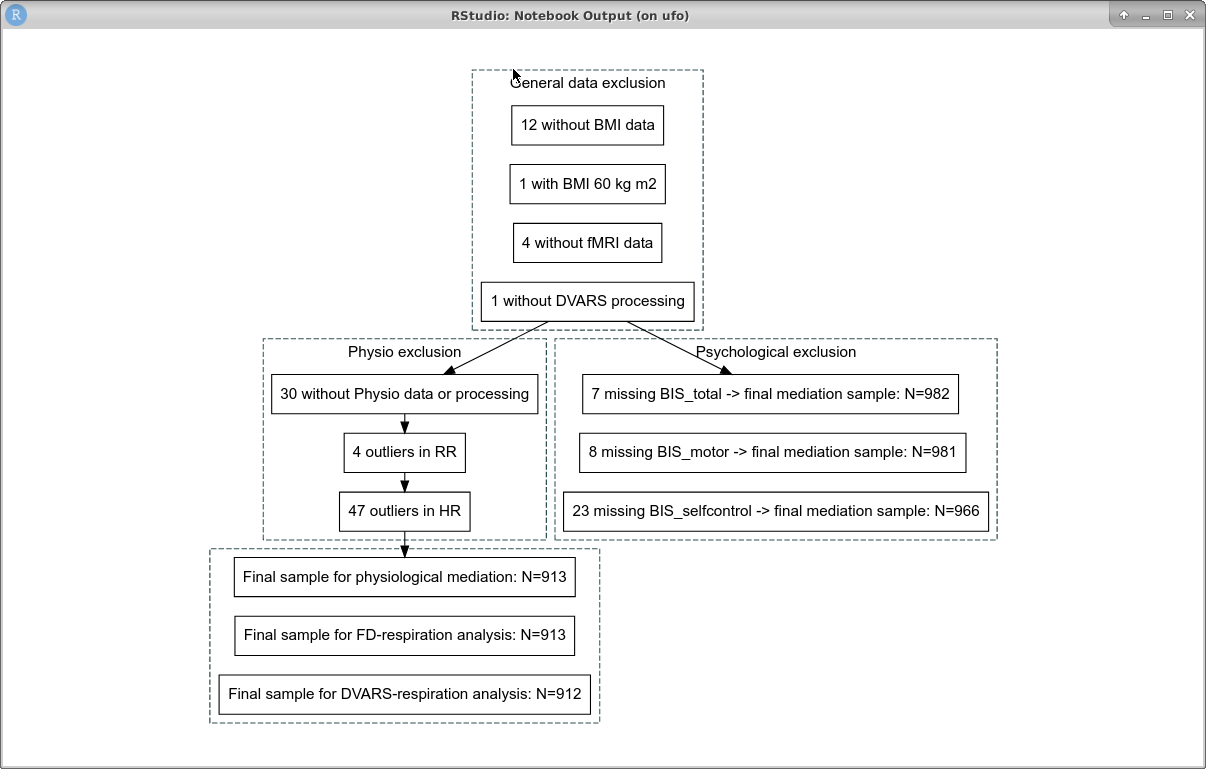 R
RStudio: Notebook Output (on ufo)
General data exclusion
12 without BMI data
1 with BMI 60 kg m2
4 without fMRI data
1 without DVARS processing
Physio exclusion
30 without Physio data or processing
4 outliers in RR
47 outliers in HR
Psychological exclusion
7 missing BIS_total -> final mediation sample: N=982
8 missing BIS_motor -> final mediation sample: N=981
23 missing BIS_selfcontrol -> final mediation sample: N=966
Final sample for physiological mediation: N=913
Final sample for FD-respiration analysis: N=913
Final sample for DVARS-respiration analysis: N=912